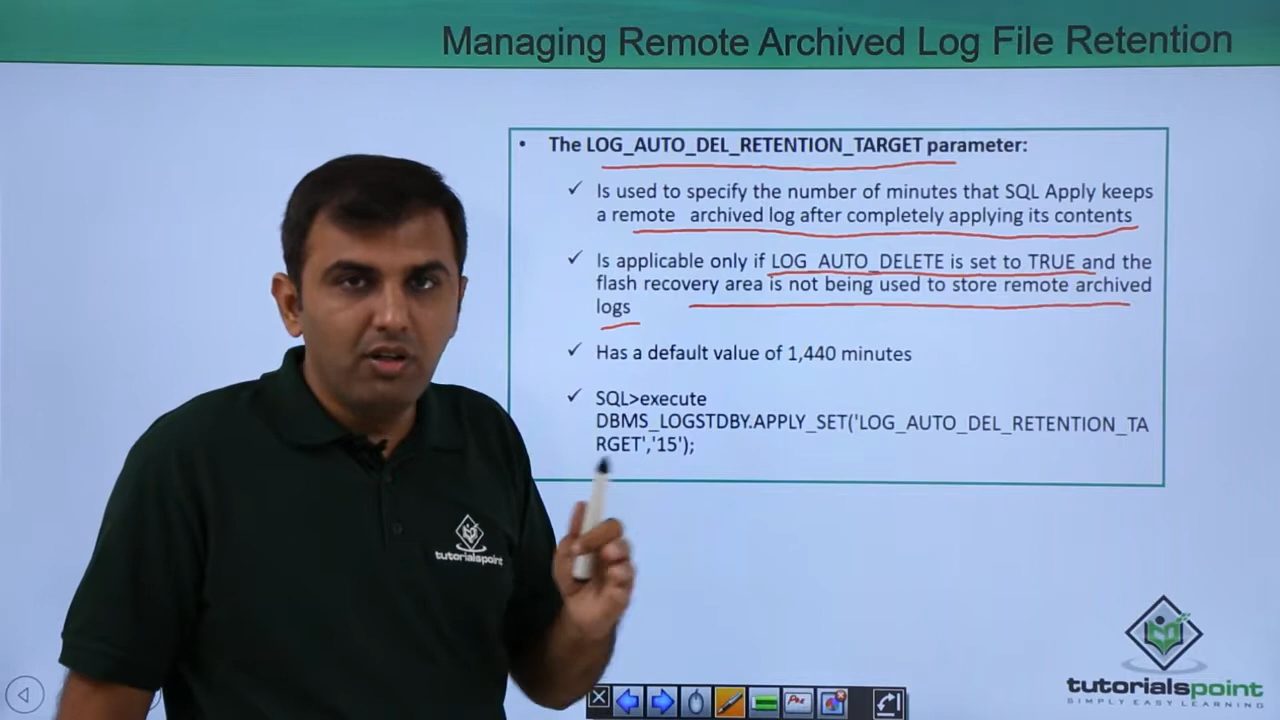 Managing Remote Archived Log File Retention
• The LOG_AUTO_DEL_RETENTION_TARGET parameter:
✓ Is used to specify the number of minutes that SQL Apply keeps
a remote archived log after completely applying its contents
✓ Is applicable only if LOG_AUTO_DELETE is set to TRUE and the
flash recovery area is not being used to store remote archived
logs
✓ Has a default value of 1,440 minutes
✓ SQL>execute
DBMS_LOGSTDBY.APPLY_SET('LOG_AUTO_DEL_RETENTION_TA
RGET','15');
tutorialspoint
tutorialspoint
SIMPLY EASY LEARNING